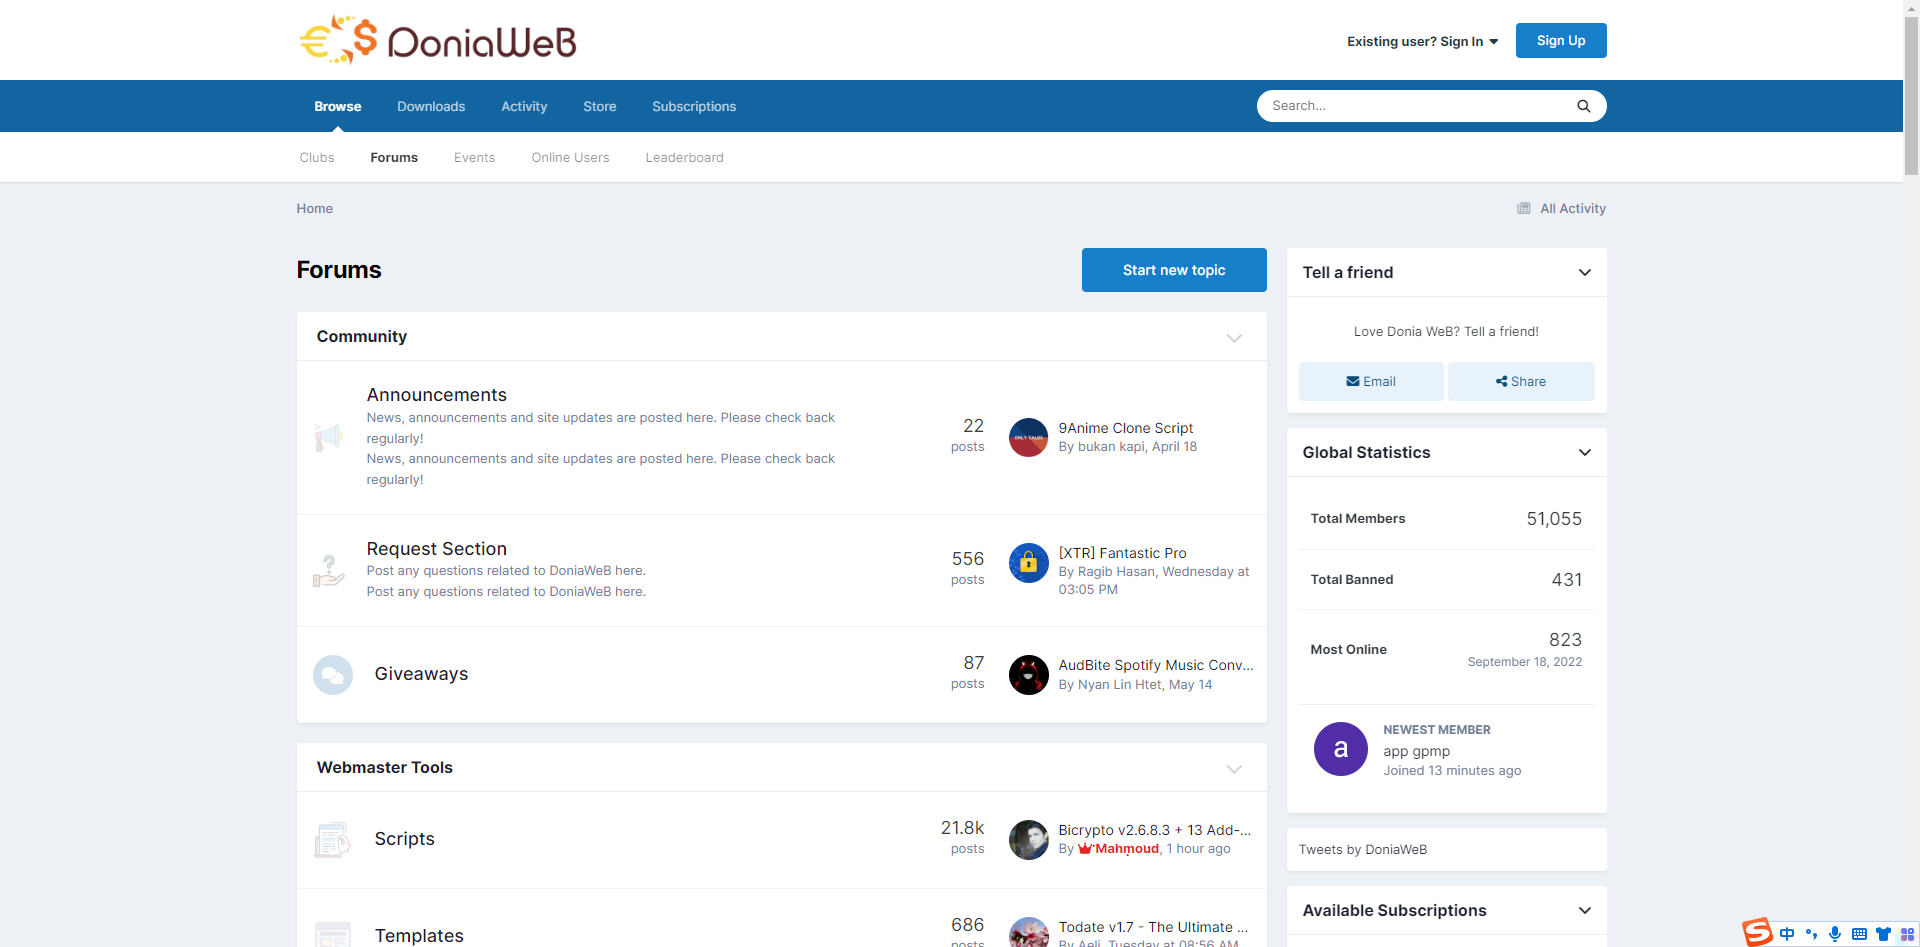 DoniaWeB
Existing user? Sign In
Sign Up
Browse
Downloads
Activity
Store
Subscriptions
Search...
Clubs
Forums
Events
Online Users
Leaderboard
Home
All Activity
Forums
Start new topic
Community
Announcements
News, announcements and site updates are posted here. Please check back
regularly!
News, announcements and site updates are posted here. Please check back
regularly!
22
posts
ONLY TALES
9Anime Clone Script
By bukan kapi, April 18
Request Section
Post any questions related to DoniaWeB here.
Post any questions related to DoniaWeB here.
556
posts
[XTR] Fantastic Pro
By Ragib Hasan, Wednesday at
03:05 PM
Giveaways
87
posts
AudBite Spotify Music Conv...
By Nyan Lin Htet, May 14
Webmaster Tools
Scripts
21.8k
posts
Bicrypto v2.6.8.3 + 13 Add-...
By Mahmoud, 1 hour ago
Templates
686
posts
Todate v1.7 - The Ultimate ...
By Aeli, Tuesday at 08:56 AM
Tell a friend
Love Donia WeB? Tell a friend!
Email
Share
Global Statistics
Total Members
51,055
Total Banned
431
Most Online
823
September 18, 2022
a
NEWEST MEMBER
app gpmp
Joined 13 minutes ago
Tweets by DoniaWeB
Available Subscriptions
S
中